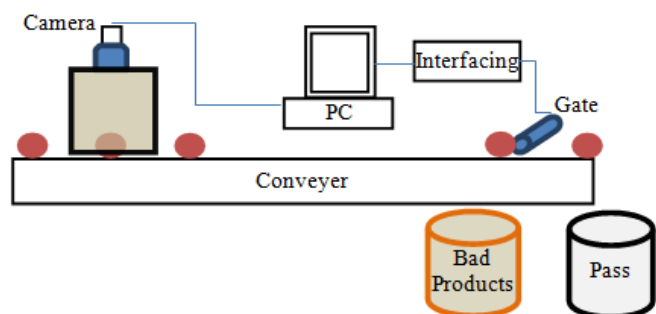 Camera
Interfacing
PC
Gate
Conveyer
Bad
Products
Pass